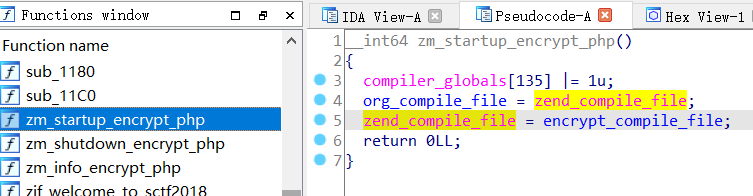 Functions window
Function name
sub_1180
sub_11C0
zm_startup_encrypt_php
zm_shutdown_encrypt_php
zm_info_encrypt_php
zif_welcome_to_sctf2018
IDA View-A
Pseudocode-A
Hex View-1
1 __int64 zm_startup_encrypt_php()
2 {
3 compiler_globals[135] |= 1u;
4 org_compile_file = zend_compile_file;
5 zend_compile_file = encrypt_compile_file;
6 return 0LL;
7 }